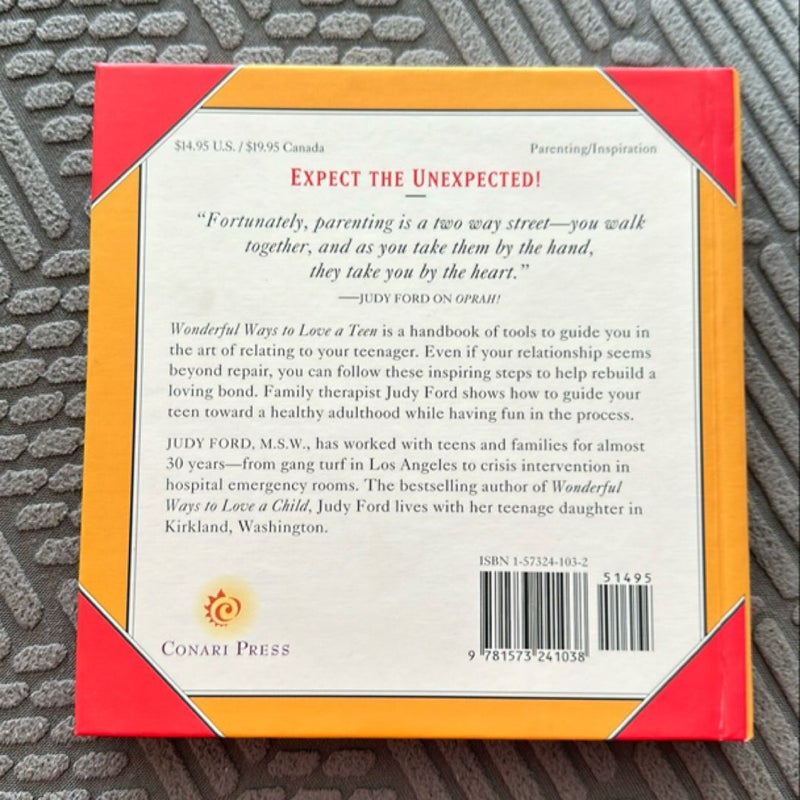 $14.95 U.S. / $19.95 Canada
Parenting/Inspiration
EXPECT THE UNEXPECTED!
“Fortunately, parenting is a two way street—you walk
together, and as you take them by the hand,
they take you by the heart.”
—JUDY FORD ON OPRAH!
Wonderful Ways to Love a Teen is a handbook of tools to guide you in
the art of relating to your teenager. Even if your relationship seems
beyond repair, you can follow these inspiring steps to help rebuild a
loving bond. Family therapist Judy Ford shows how to guide your
teen toward a healthy adulthood while having fun in the process.
JUDY FORD, M.S.W., has worked with teens and families for almost
30 years—from gang turf in Los Angeles to crisis intervention in
hospital emergency rooms. The bestselling author of Wonderful
Ways to Love a Child, Judy Ford lives with her teenage daughter in
Kirkland, Washington.
ISBN 1-57324-103-2
51495
9 781573 241038
CONARI PRESS